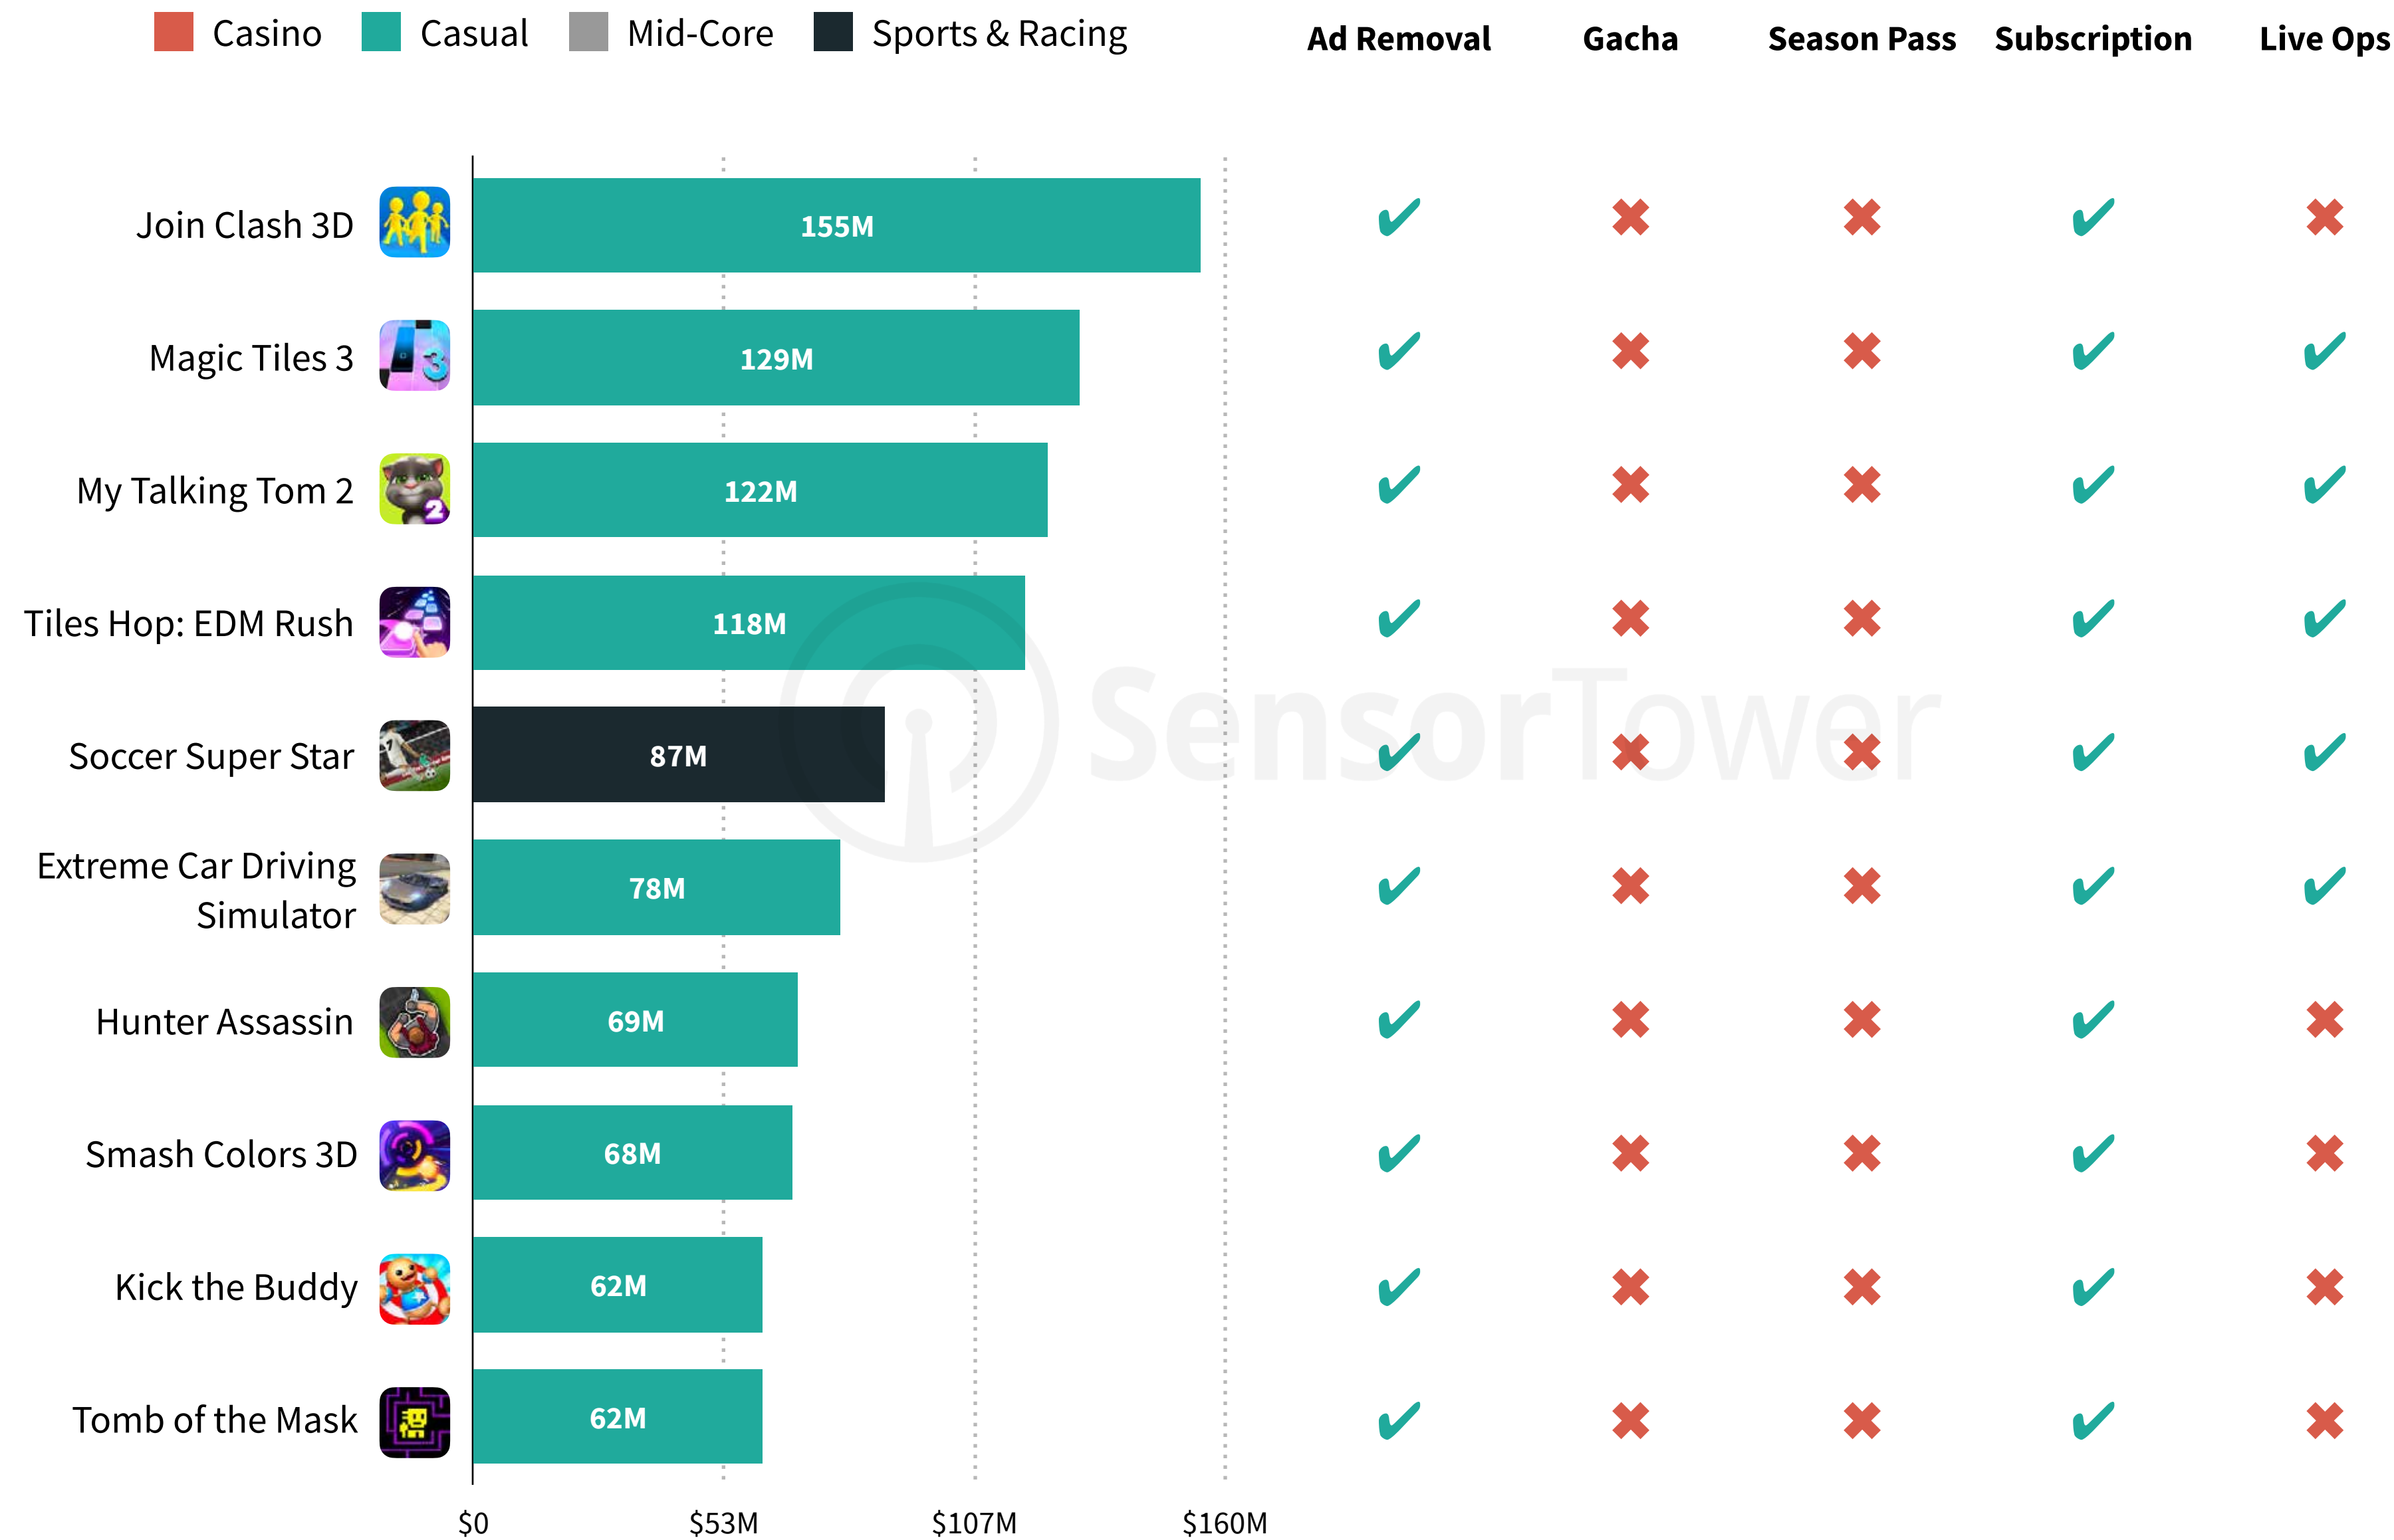 Casino Casual Mid-Core Sports & Racing Ad Removal Gacha Season Pass Subscription Live Ops
Join Clash 3D 155M ✔ ✖ ✖ ✔ ✖
Magic Tiles 3 3 129M ✔ ✖ ✖ ✔ ✔
My Talking Tom 2 2 122M ✔ ✖ ✖ ✔ ✔
Tiles Hop: EDM Rush 118M ✔ ✖ ✖ ✔ ✔
SensorTower
Soccer Super Star 7 87M ✔ ✖ ✖ ✔ ✔
Extreme Car Driving
Simulator 78M ✔ ✖ ✖ ✔ ✔
Hunter Assassin 69M ✔ ✖ ✖ ✔ ✖
Smash Colors 3D 68M ✔ ✖ ✖ ✔ ✖
Kick the Buddy 62M ✔ ✖ ✖ ✔ ✖
Tomb of the Mask 62M ✔ ✖ ✖ ✔ ✖
$0 $53M $107M $160M